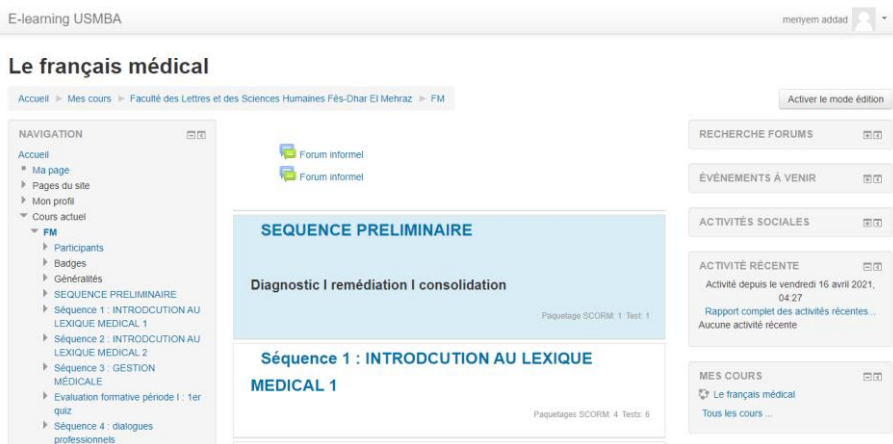 E-learning USMBA
meriyem addad
Le français médical
Accueil Mes cours Faculté des Lettres et des Sciences Humaines Fès-Dhar El Mehraz FM
Activer le mode édition
NAVIGATION
Accueil
Ma page
Pages du site
Mon profil
Cours actuel
FM
Participants
Badges
Généralités
SEQUENCE PRELIMINAIRE
Séquence 1 : INTRODCUTION AU
LEXIQUE MEDICAL 1
Séquence 2 : INTRODCUTION AU
LEXIQUE MEDICAL 2
Séquence 3 : GESTION
MÉDICALE
Evaluation formative période I : 1er
quiz
Séquence 4 : dialogues
professionnels
Forum informel
Forum informel
SEQUENCE PRELIMINAIRE
Diagnostic I remédiation I consolidation
Paquetage SCORM: 1 Test: 1
Séquence 1 : INTRODCUTION AU LEXIQUE
MEDICAL 1
Paquetages SCORM: 4 Tests: 6
RECHERCHE FORUMS
ÉVÉNEMENTS À VENIR
ACTIVITÉS SOCIALES
ACTIVITÉ RÉCENTE
Activité depuis le vendredi 16 avril 2021,
04:27
Rapport complet des activités récentes...
Aucune activité récente
MES COURS
Le français médical
Tous les cours ...